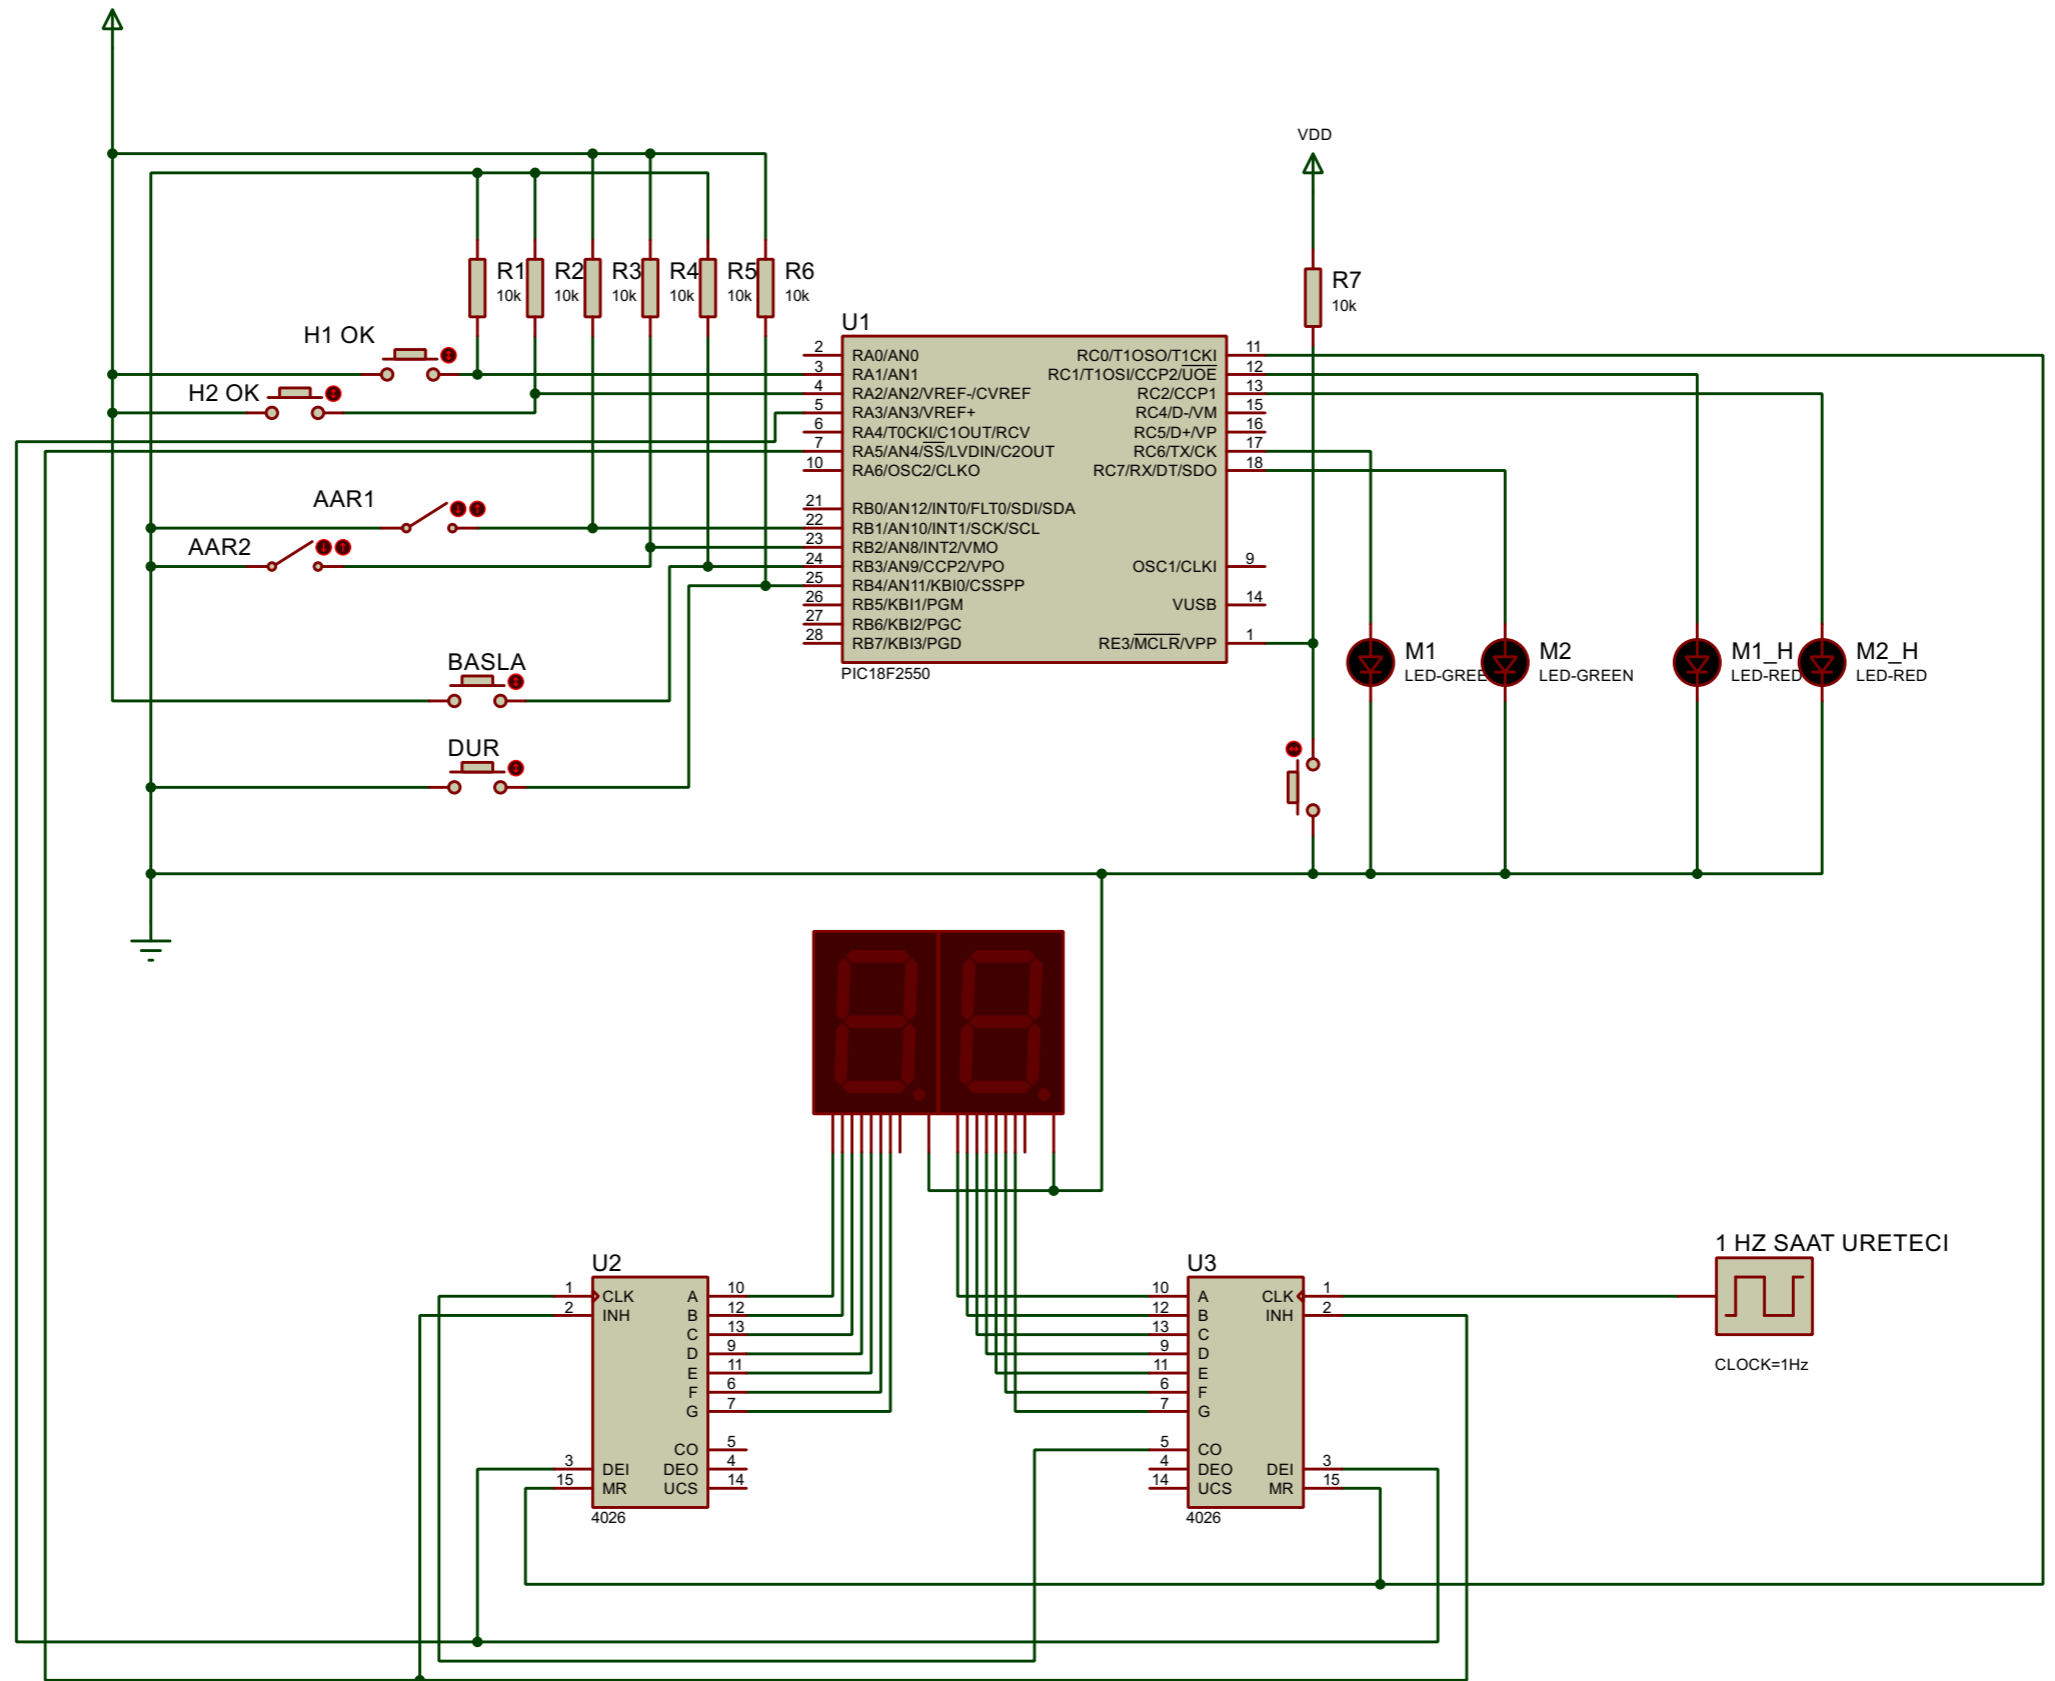 VDD
R1
10k
R2
10k
R3
10k
R4
10k
R5
10k
R6
10k
R7
10k
H1 OK
H2 OK
AAR1
AAR2
BASLA
DUR
U1
2 RA0/AN0
3 RA1/AN1
4 RA2/AN2/VREF-/CVREF
5 RA3/AN3/VREF+
6 RA4/T0CKI/C1OUT/RCV
7 RA5/AN4/SS/LVDIN/C2OUT
10 RA6/OSC2/CLKO
21 RB0/AN12/INT0/FLT0/SDI/SDA
22 RB1/AN10/INT1/SCK/SCL
23 RB2/AN8/INT2/VMO
24 RB3/AN9/CCP2/VPO
25 RB4/AN11/KBI0/CSSPP
26 RB5/KBI1/PGM
27 RB6/KBI2/PGC
28 RB7/KBI3/PGD
RC0/T1OSO/T1CKI 11
RC1/T1OSI/CCP2/UOE 12
RC2/CCP1 13
RC4/D-/VM 15
RC5/D+/VP 16
RC6/TX/CK 17
RC7/RX/DT/SDO 18
OSC1/CLKI 9
VUSB 14
RE3/MCLR/VPP 1
PIC18F2550
M1
LED-GREE
M2
LED-GREEN
M1_H
LED-RED
M2_H
LED-RED
U2
1 CLK
2 INH
3 DEI
15 MR
A 10
B 12
C 13
D 9
E 11
F 6
G 7
CO 5
DEO 4
UCS 14
4026
U3
10 A
12 B
13 C
9 D
11 E
6 F
7 G
5 CO
4 DEO
14 UCS
CLK 1
INH 2
DEI 3
MR 15
4026
1 HZ SAAT URETECI
CLOCK=1Hz